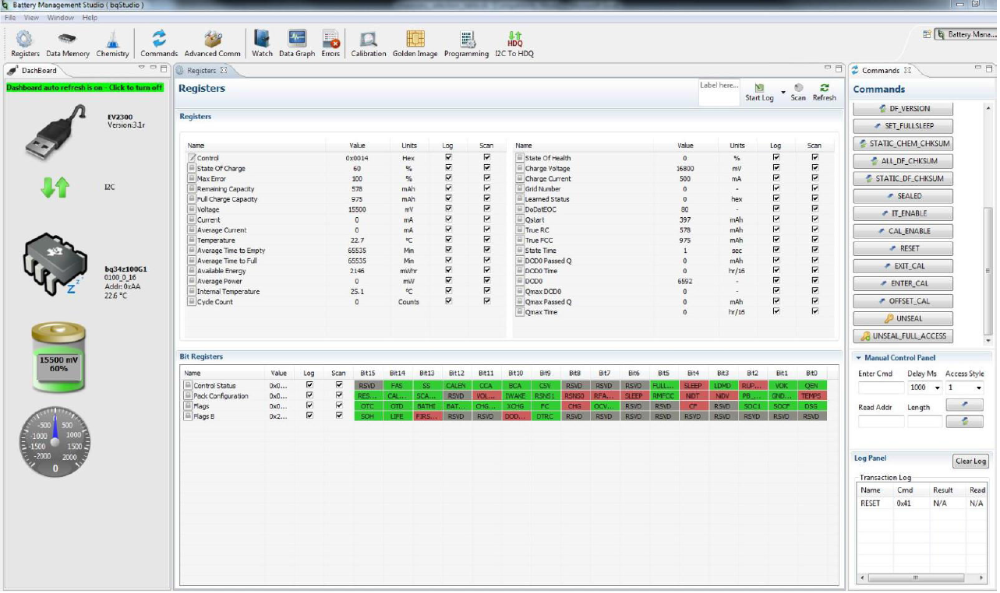 Battery Management Studio ( bqStudio )
File View Window Help
Registers Data Memory Chemistry Commands Advanced Comm Watch Data Graph Errors Calibration Golden Image Programming I2C To HDQ
HDQ
Battery Mana...
DashBoard
Dashboard auto refresh is on - Click to turn off
EV2300
Version:3.1r
I2C
bq34z100G1
0100_0_16
Addr: 0xAA
22.6 °C
15500 mV
60%
-500 500
-1000 1000
-1500 1500
-2000 2000
0
Registers
Registers
Label here...
Start Log Scan Refresh
Registers
Name Value Units Log Scan
Control 0x0014 Hex
State Of Charge 60 %
Max Error 100 %
Remaining Capacity 578 mAh
Full Charge Capacity 975 mAh
Voltage 15500 mV
Current 0 mA
Average Current 0 mA
Temperature 22.7 °C
Average Time to Empty 65535 Min
Average Time to Full 65535 Min
Available Energy 2146 mWhr
Average Power 0 mW
Internal Temperature 25.1 °C
Cycle Count 0 Counts
Name Value Units Log Scan
State Of Health 0 %
Charge Voltage 16800 mV
Charge Current 500 mA
Grid Number 0 -
Learned Status 0 hex
DoDatEOC 80 -
Qstart 397 mAh
True RC 578 mAh
True FCC 975 mAh
State Time 1 sec
DOD0 Passed Q 0 mAh
DOD0 Time 0 hr/16
DOD0 6592 -
Qmax DOD0 0 -
Qmax Passed Q 0 mAh
Qmax Time 0 hr/16
Bit Registers
Name Value Log Scan Bit15 Bit14 Bit13 Bit12 Bit11 Bit10 Bit9 Bit8 Bit7 Bit6 Bit5 Bit4 Bit3 Bit2 Bit1 Bit0
Control Status 0x0... RSVD FAS SS CALEN CCA BCA CSV RSVD RSVD RSVD FULL... SLEEP LDMD RUP... VOK QEN
Pack Configuration 0x0... RES... CAL... SCA... RSVD VOL... IWAKE RSNS1 RSNS0 RFA... SLEEP RMFCC NIDT NDV PB_... GND... TEMPS
Flags 0x0... OTC OTD BATHI BAT... CHG... XCHG FC CHG OCV... RSVD RSVD CF RSVD SOC1 SOCF DSG
Flags B 0x2... SOH LIFE FIRS... RSVD RSVD DOD... DTRC RSVD RSVD RSVD RSVD RSVD RSVD RSVD RSVD RSVD
Commands
Commands
DF_VERSION
SET_FULLSLEEP
STATIC_CHEM_CHKSUM
ALL_DF_CHKSUM
STATIC_DF_CHKSUM
SEALED
IT_ENABLE
CAL_ENABLE
RESET
EXIT_CAL
ENTER_CAL
OFFSET_CAL
UNSEAL
UNSEAL_FULL_ACCESS
Manual Control Panel
Enter Cmd Delay Ms Access Style
1000 1
Read Addr Length
Log Panel
Clear Log
Transaction Log
Name Cmd Result Read
RESET 0x41 N/A N/A